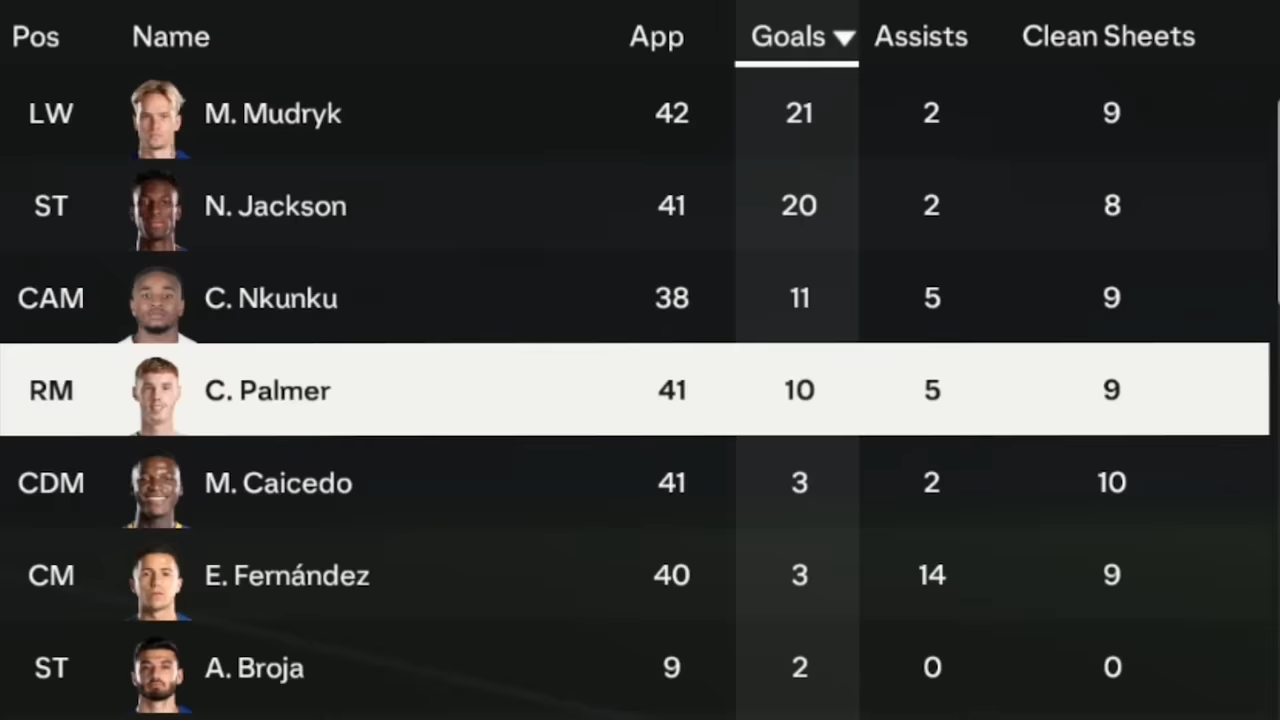 Pos Name App Goals ▼ Assists Clean Sheets
LW M. Mudryk 42 21 2 9
ST N. Jackson 41 20 2 8
CAM C. Nkunku 38 11 5 9
RM C. Palmer 41 10 5 9
CDM M. Caicedo 41 3 2 10
CM E. Fernández 40 3 14 9
ST A. Broja 9 2 0 0